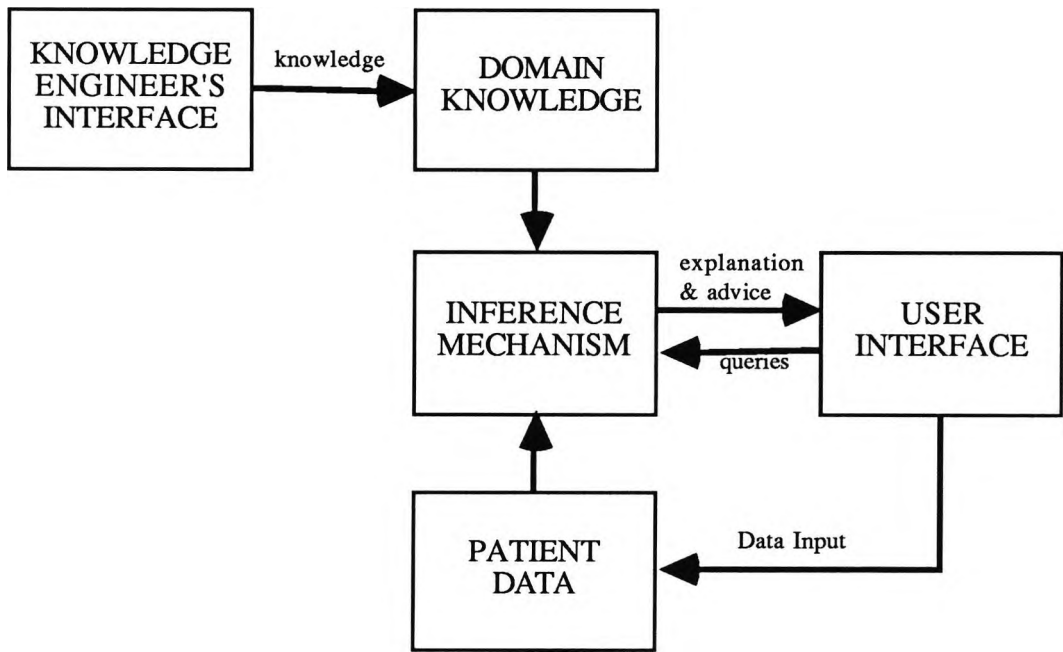 KNOWLEDGE
ENGINEER'S
INTERFACE
knowledge
DOMAIN
KNOWLEDGE
INFERENCE
MECHANISM
explanation
& advice
queries
USER
INTERFACE
PATIENT
DATA
Data Input